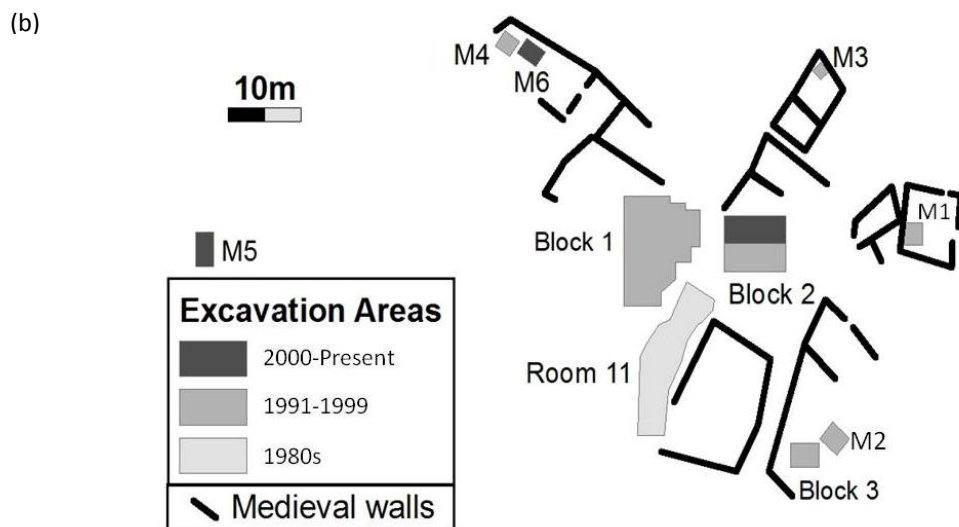 (b)
M4
M6
M3
10m
M1
Block 1
M5
Block 2
Excavation Areas
2000-Present
1991-1999
1980s
Room 11
M2
Block 3
Medieval walls